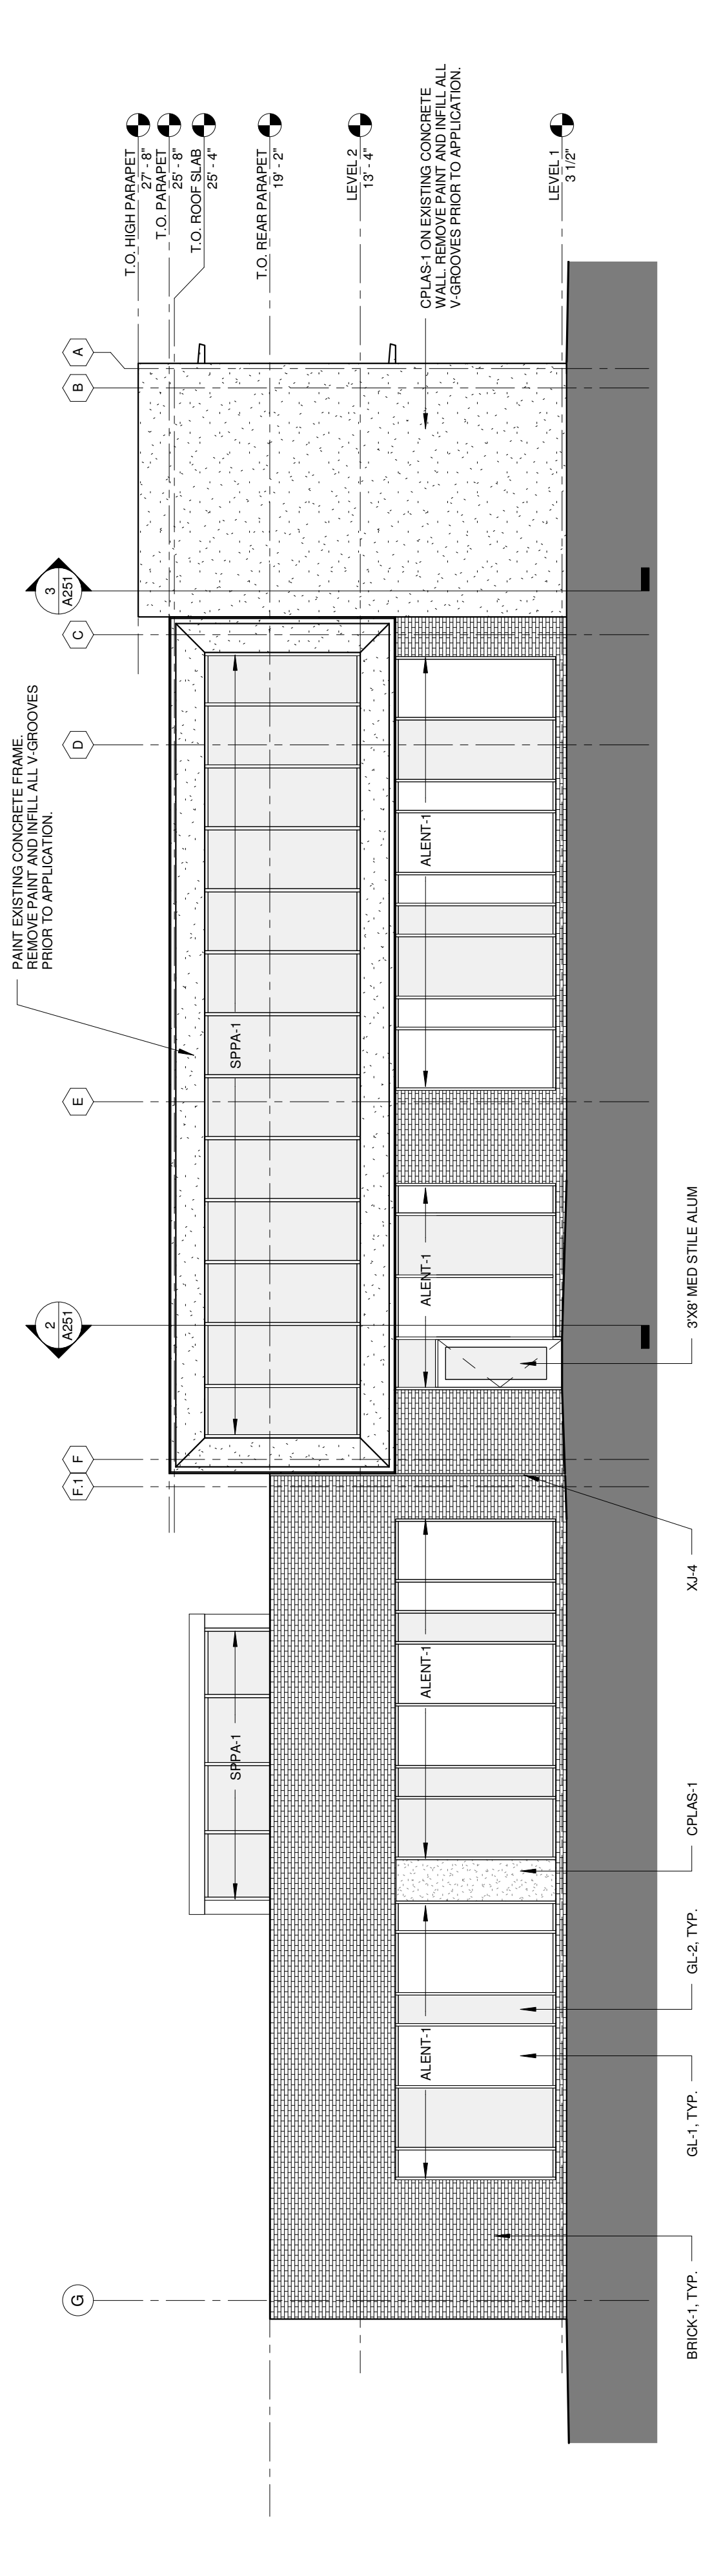 G
F.1
F
2
A251
E
D
C
3
A251
B
A
PAINT EXISTING CONCRETE FRAME.
REMOVE PAINT AND INFILL ALL V-GROOVES
PRIOR TO APPLICATION.
T.O. HIGH PARAPET
27' - 8"
T.O. PARAPET
25' - 8"
T.O. ROOF SLAB
25' - 4"
T.O. REAR PARAPET
19' - 2"
LEVEL 2
13' - 4"
CPLAS-1 ON EXISTING CONCRETE
WALL. REMOVE PAINT AND INFILL ALL
V-GROOVES PRIOR TO APPLICATION.
LEVEL 1
3 1/2"
SPPA-1
SPPA-1
ALENT-1
ALENT-1
ALENT-1
ALENT-1
BRICK-1, TYP.
GL-1, TYP.
GL-2, TYP.
CPLAS-1
XJ-4
3'X8' MED STILE ALUM